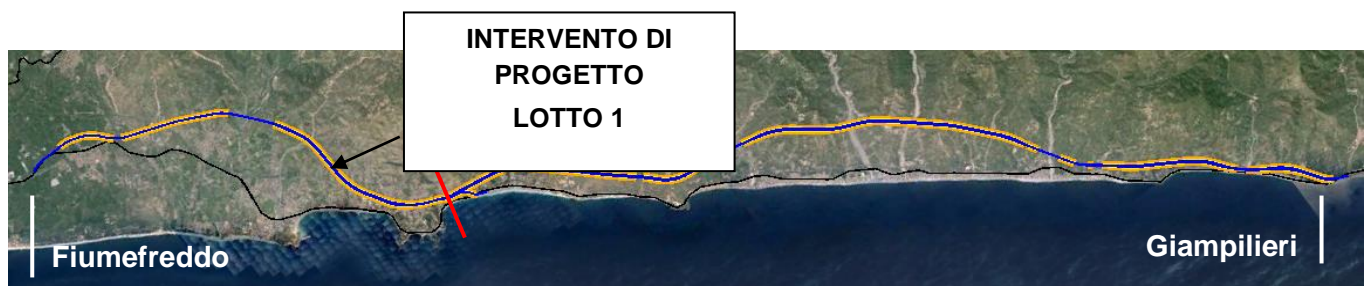 INTERVENTO DI
PROGETTO
LOTTO 1
Fiumefreddo
Giampilieri